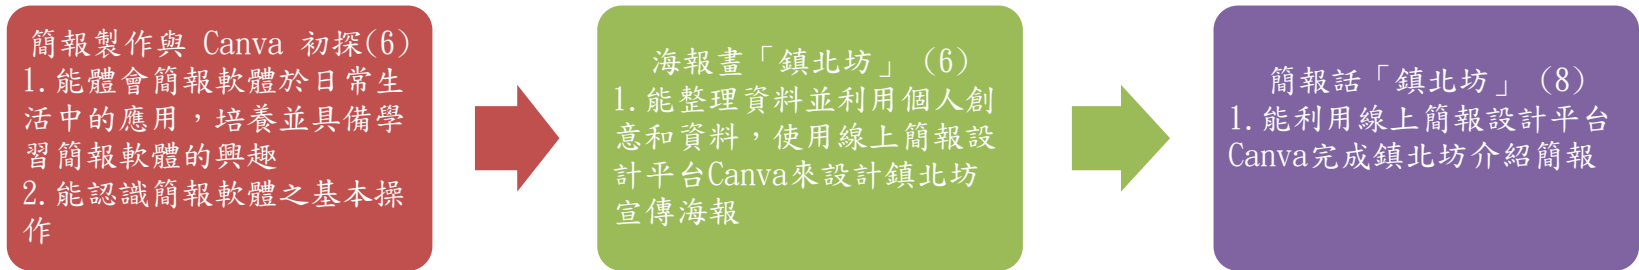 簡報製作與 Canva 初探(6)
1.能體會簡報軟體於日常生
活中的應用，培養並具備學
習簡報軟體的興趣
2.能認識簡報軟體之基本操
作
海報畫「鎮北坊」(6)
1.能整理資料並利用個人創
意和資料，使用線上簡報設
計平台Canva來設計鎮北坊
宣傳海報
簡報話「鎮北坊」(8)
1.能利用線上簡報設計平台
Canva完成鎮北坊介紹簡報